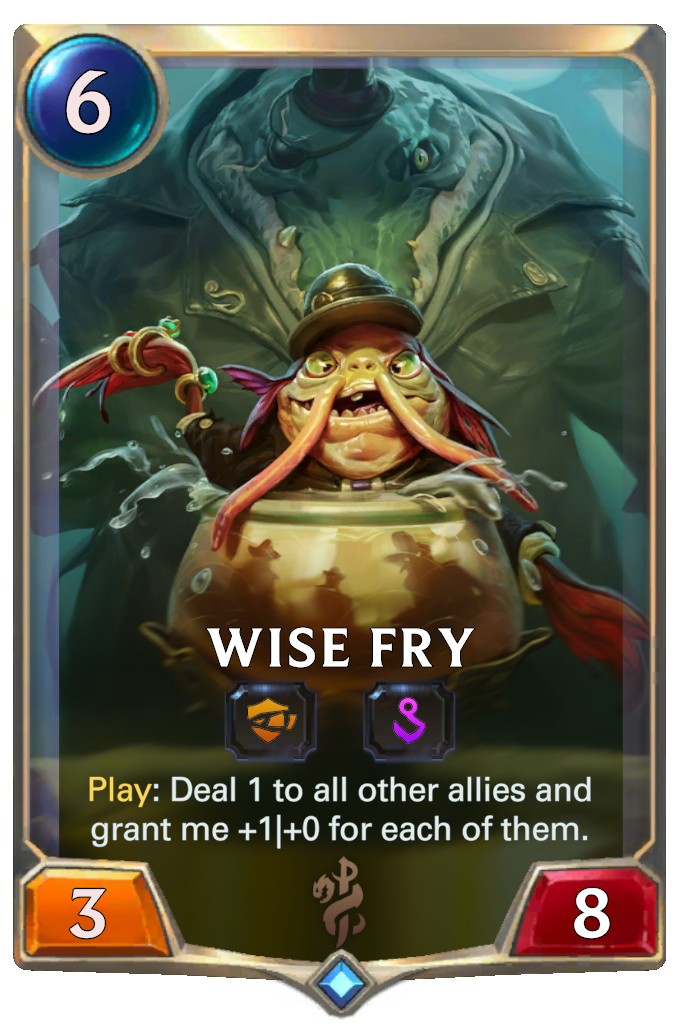 6
WISE FRY
Play: Deal 1 to all other allies and
grant me +1|+0 for each of them.
3
8